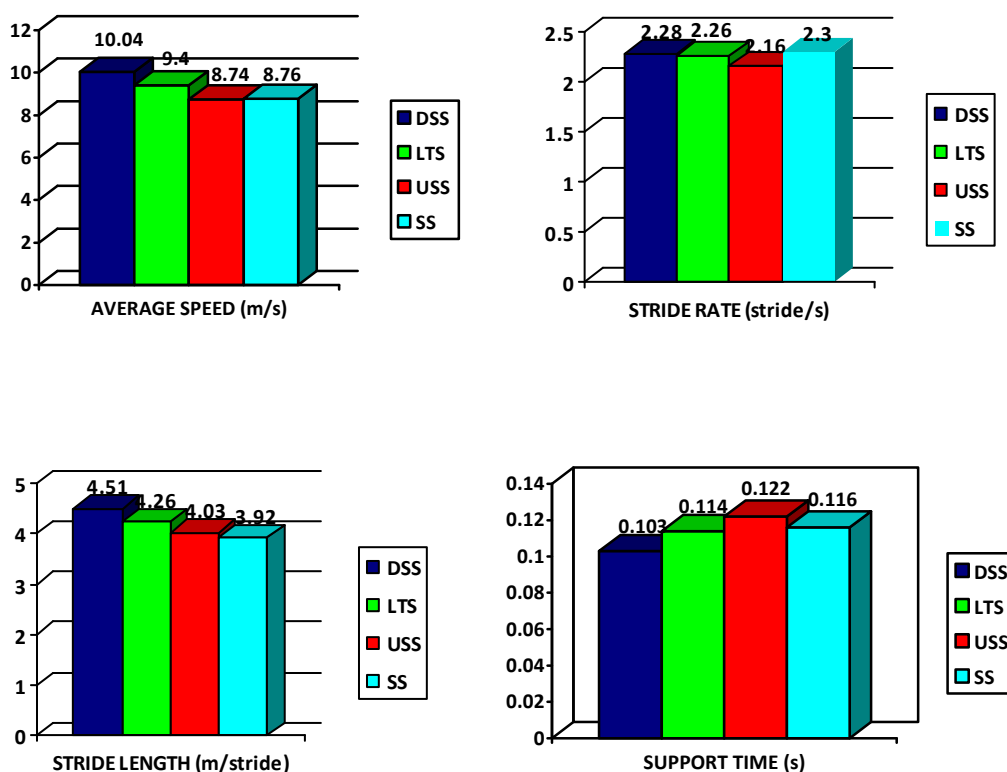 12
10
8
6
4
2
0
10.04
9.4
8.74
8.76
DSS
LTS
USS
SS
AVERAGE SPEED (m/s)
2.5
2
1.5
1
0.5
0
2.28
2.26
2.16
2.3
DSS
LTS
USS
SS
STRIDE RATE (stride/s)
5
4
3
2
1
0
4.51
4.26
4.03
3.92
DSS
LTS
USS
SS
STRIDE LENGTH (m/stride)
0.14
0.12
0.1
0.08
0.06
0.04
0.02
0
0.103
0.114
0.122
0.116
DSS
LTS
USS
SS
SUPPORT TIME (s)